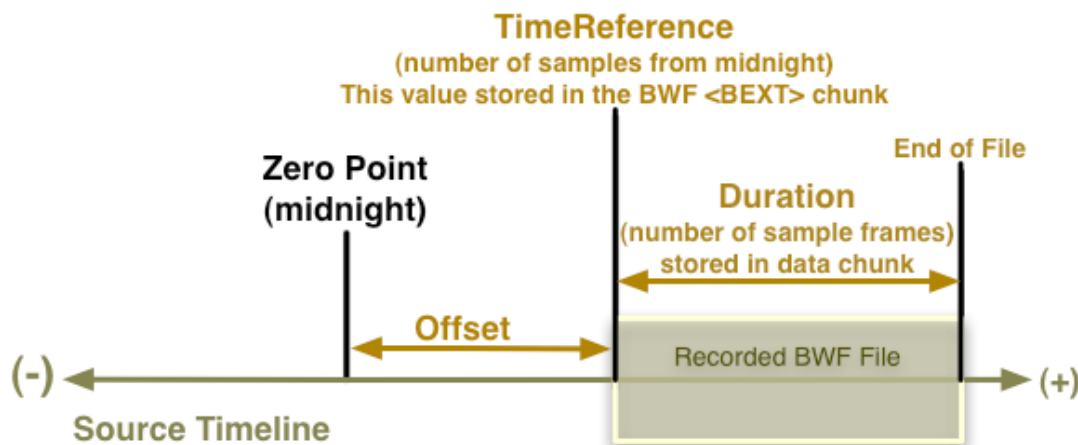 TimeReference
(number of samples from midnight)
This value stored in the BWF <BEXT> chunk
End of File
Zero Point
(midnight)
Duration
(number of sample frames)
stored in data chunk
Offset
Recorded BWF File
(-)
(+)
Source Timeline